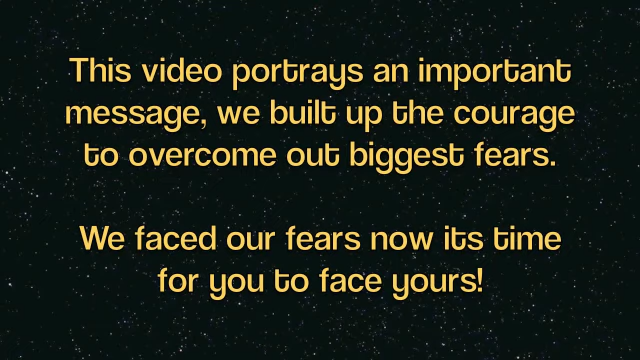 This video portrays an important
message, we built up the courage
to overcome out biggest fears.
We faced our fears now its time
for you to face yours!